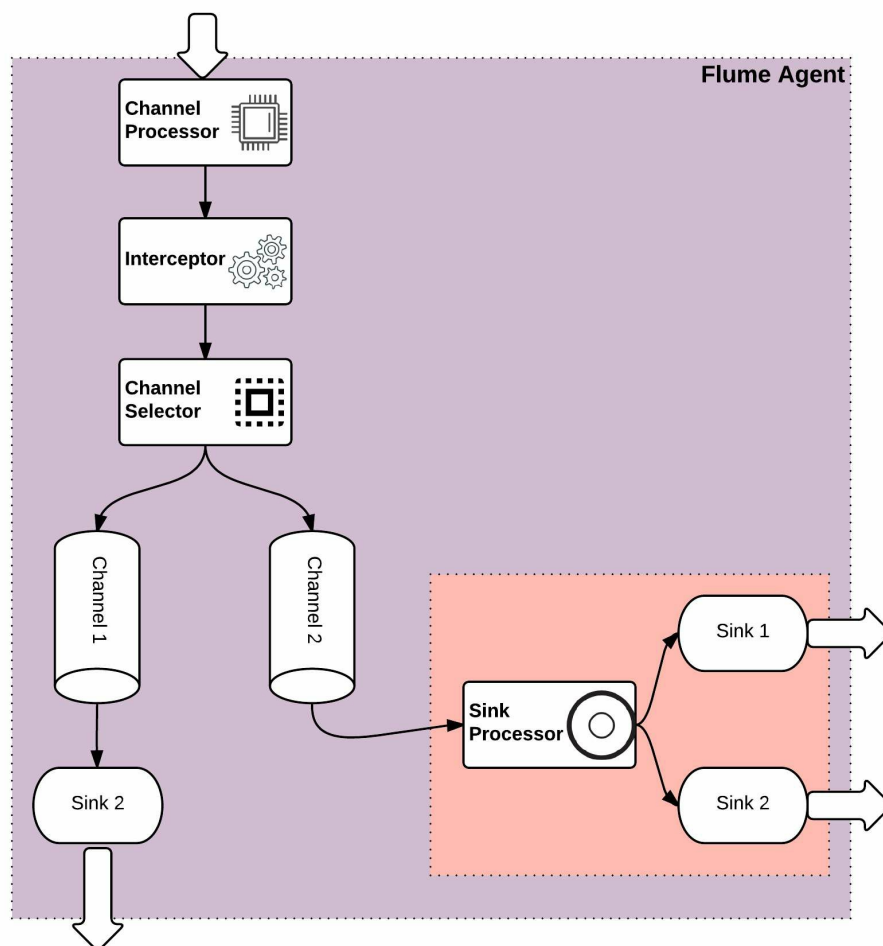 Flume Agent
Channel
Processor
Interceptor
Channel
Selector
Channel 1
Channel 2
Sink 1
Sink
Processor
Sink 2
Sink 2